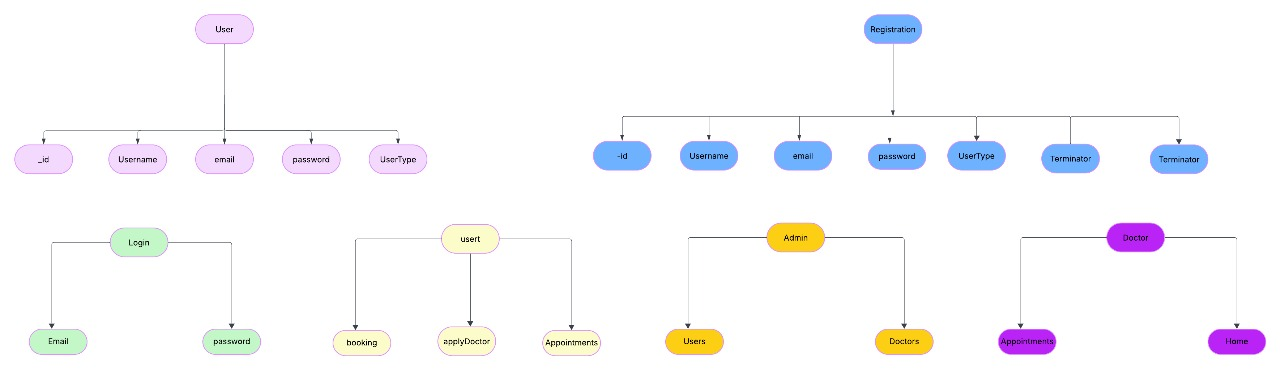 User
Registration
_id
Username
email
password
UserType
-id
Username
email
password
UserType
Terminator
Terminator
Login
usert
Admin
Doctor
Email
password
booking
applyDoctor
Appointments
Users
Doctors
Appointments
Home